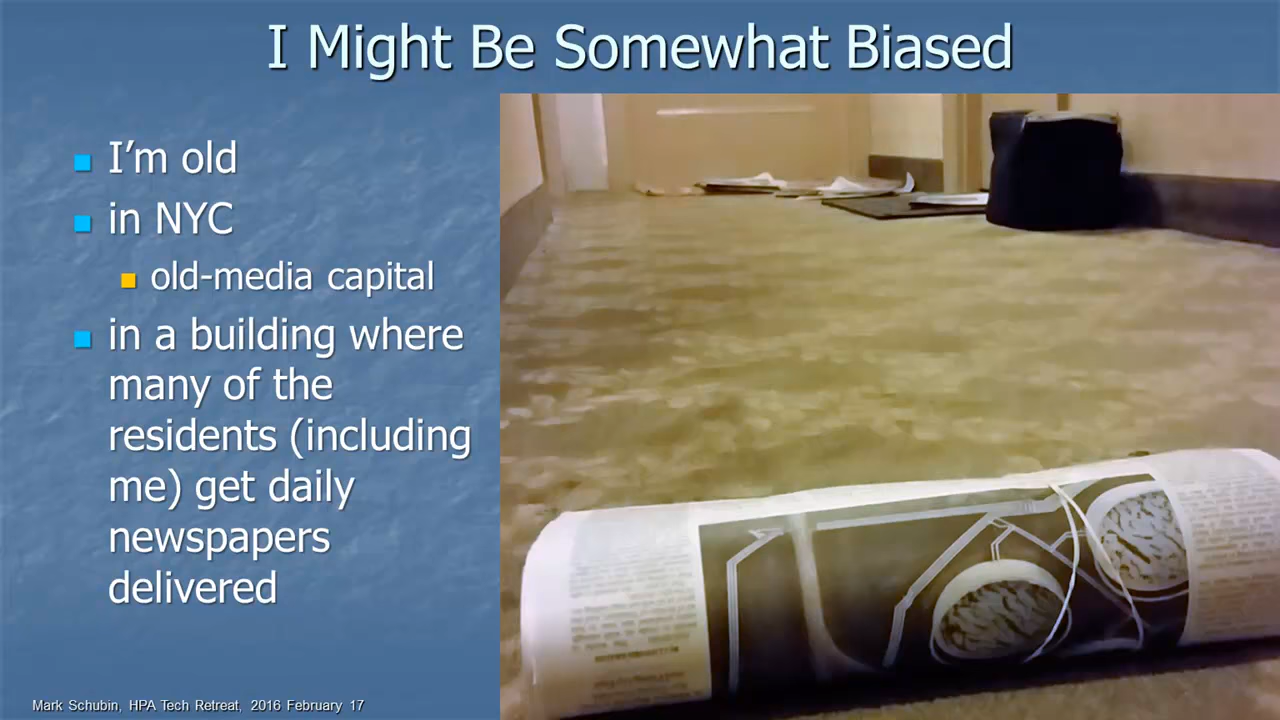 I Might Be Somewhat Biased
I’m old
in NYC
old-media capital
in a building where
many of the
residents (including
me) get daily
newspapers
delivered
Mark Schubin, HPA Tech Retreat, 2016 February 17